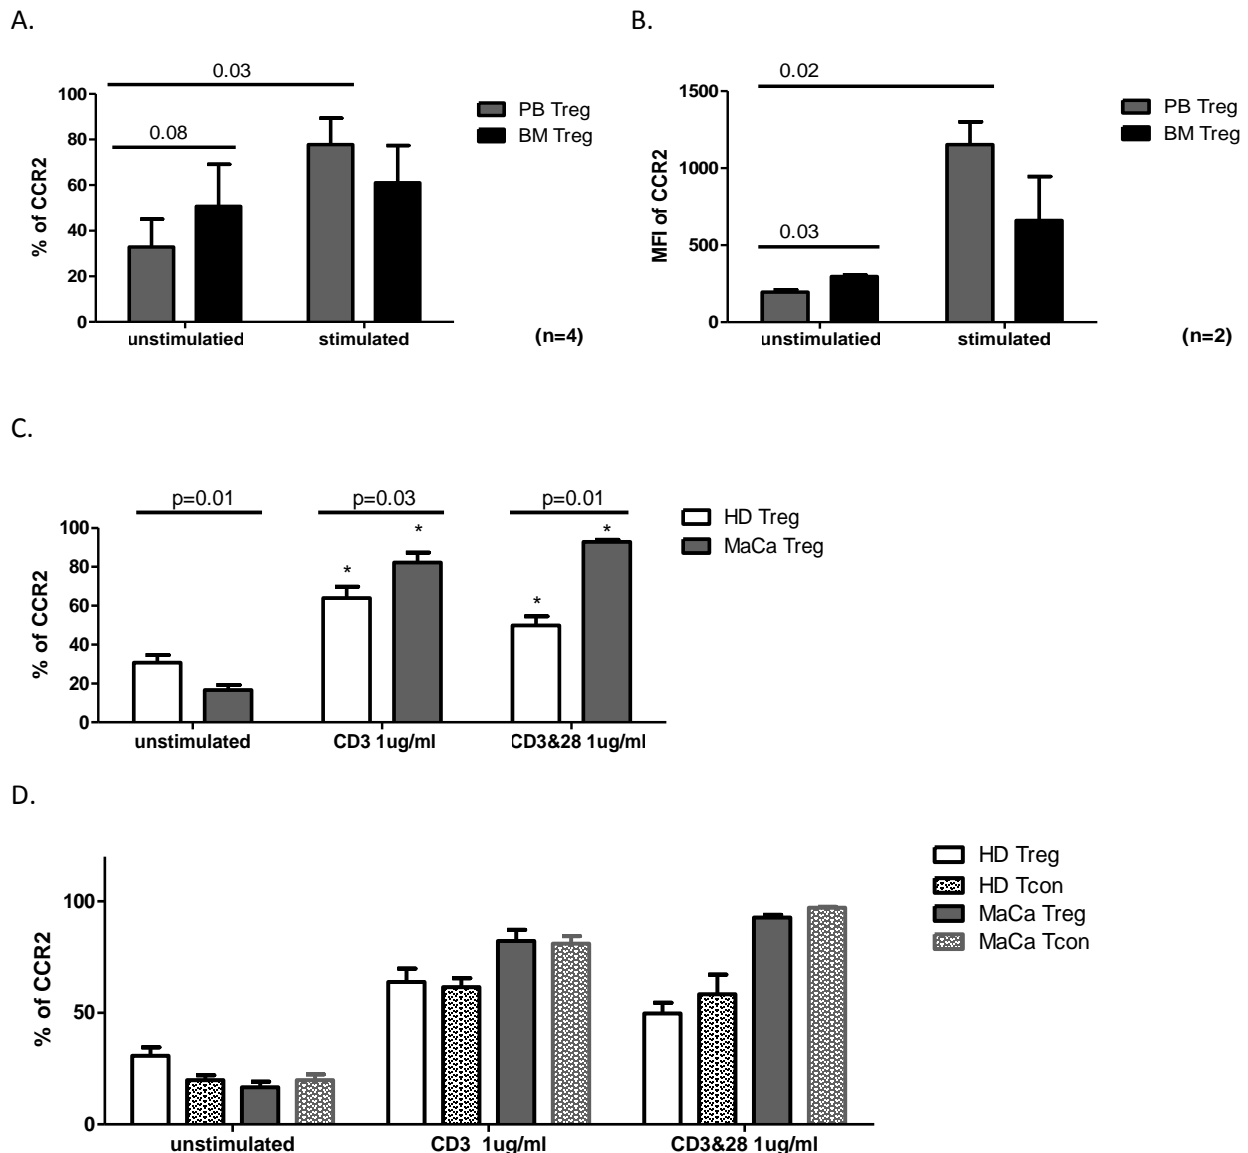 A.
0.03
0.08
100
80
60
40
20
0
% of CCR2
unstimulatied
stimulated
PB Treg
BM Treg
(n=4)
B.
0.02
0.03
1500
1000
500
0
MFI of CCR2
unstimulatied
stimulated
PB Treg
BM Treg
(n=2)
C.
p=0.01
p=0.03
p=0.01
100
80
60
40
20
0
% of CCR2
*
*
*
*
unstimulated
CD3 1ug/ml
CD3&28 1ug/ml
HD Treg
MaCa Treg
D.
100
50
0
% of CCR2
unstimulated
CD3 1ug/ml
CD3&28 1ug/ml
HD Treg
HD Tcon
MaCa Treg
MaCa Tcon